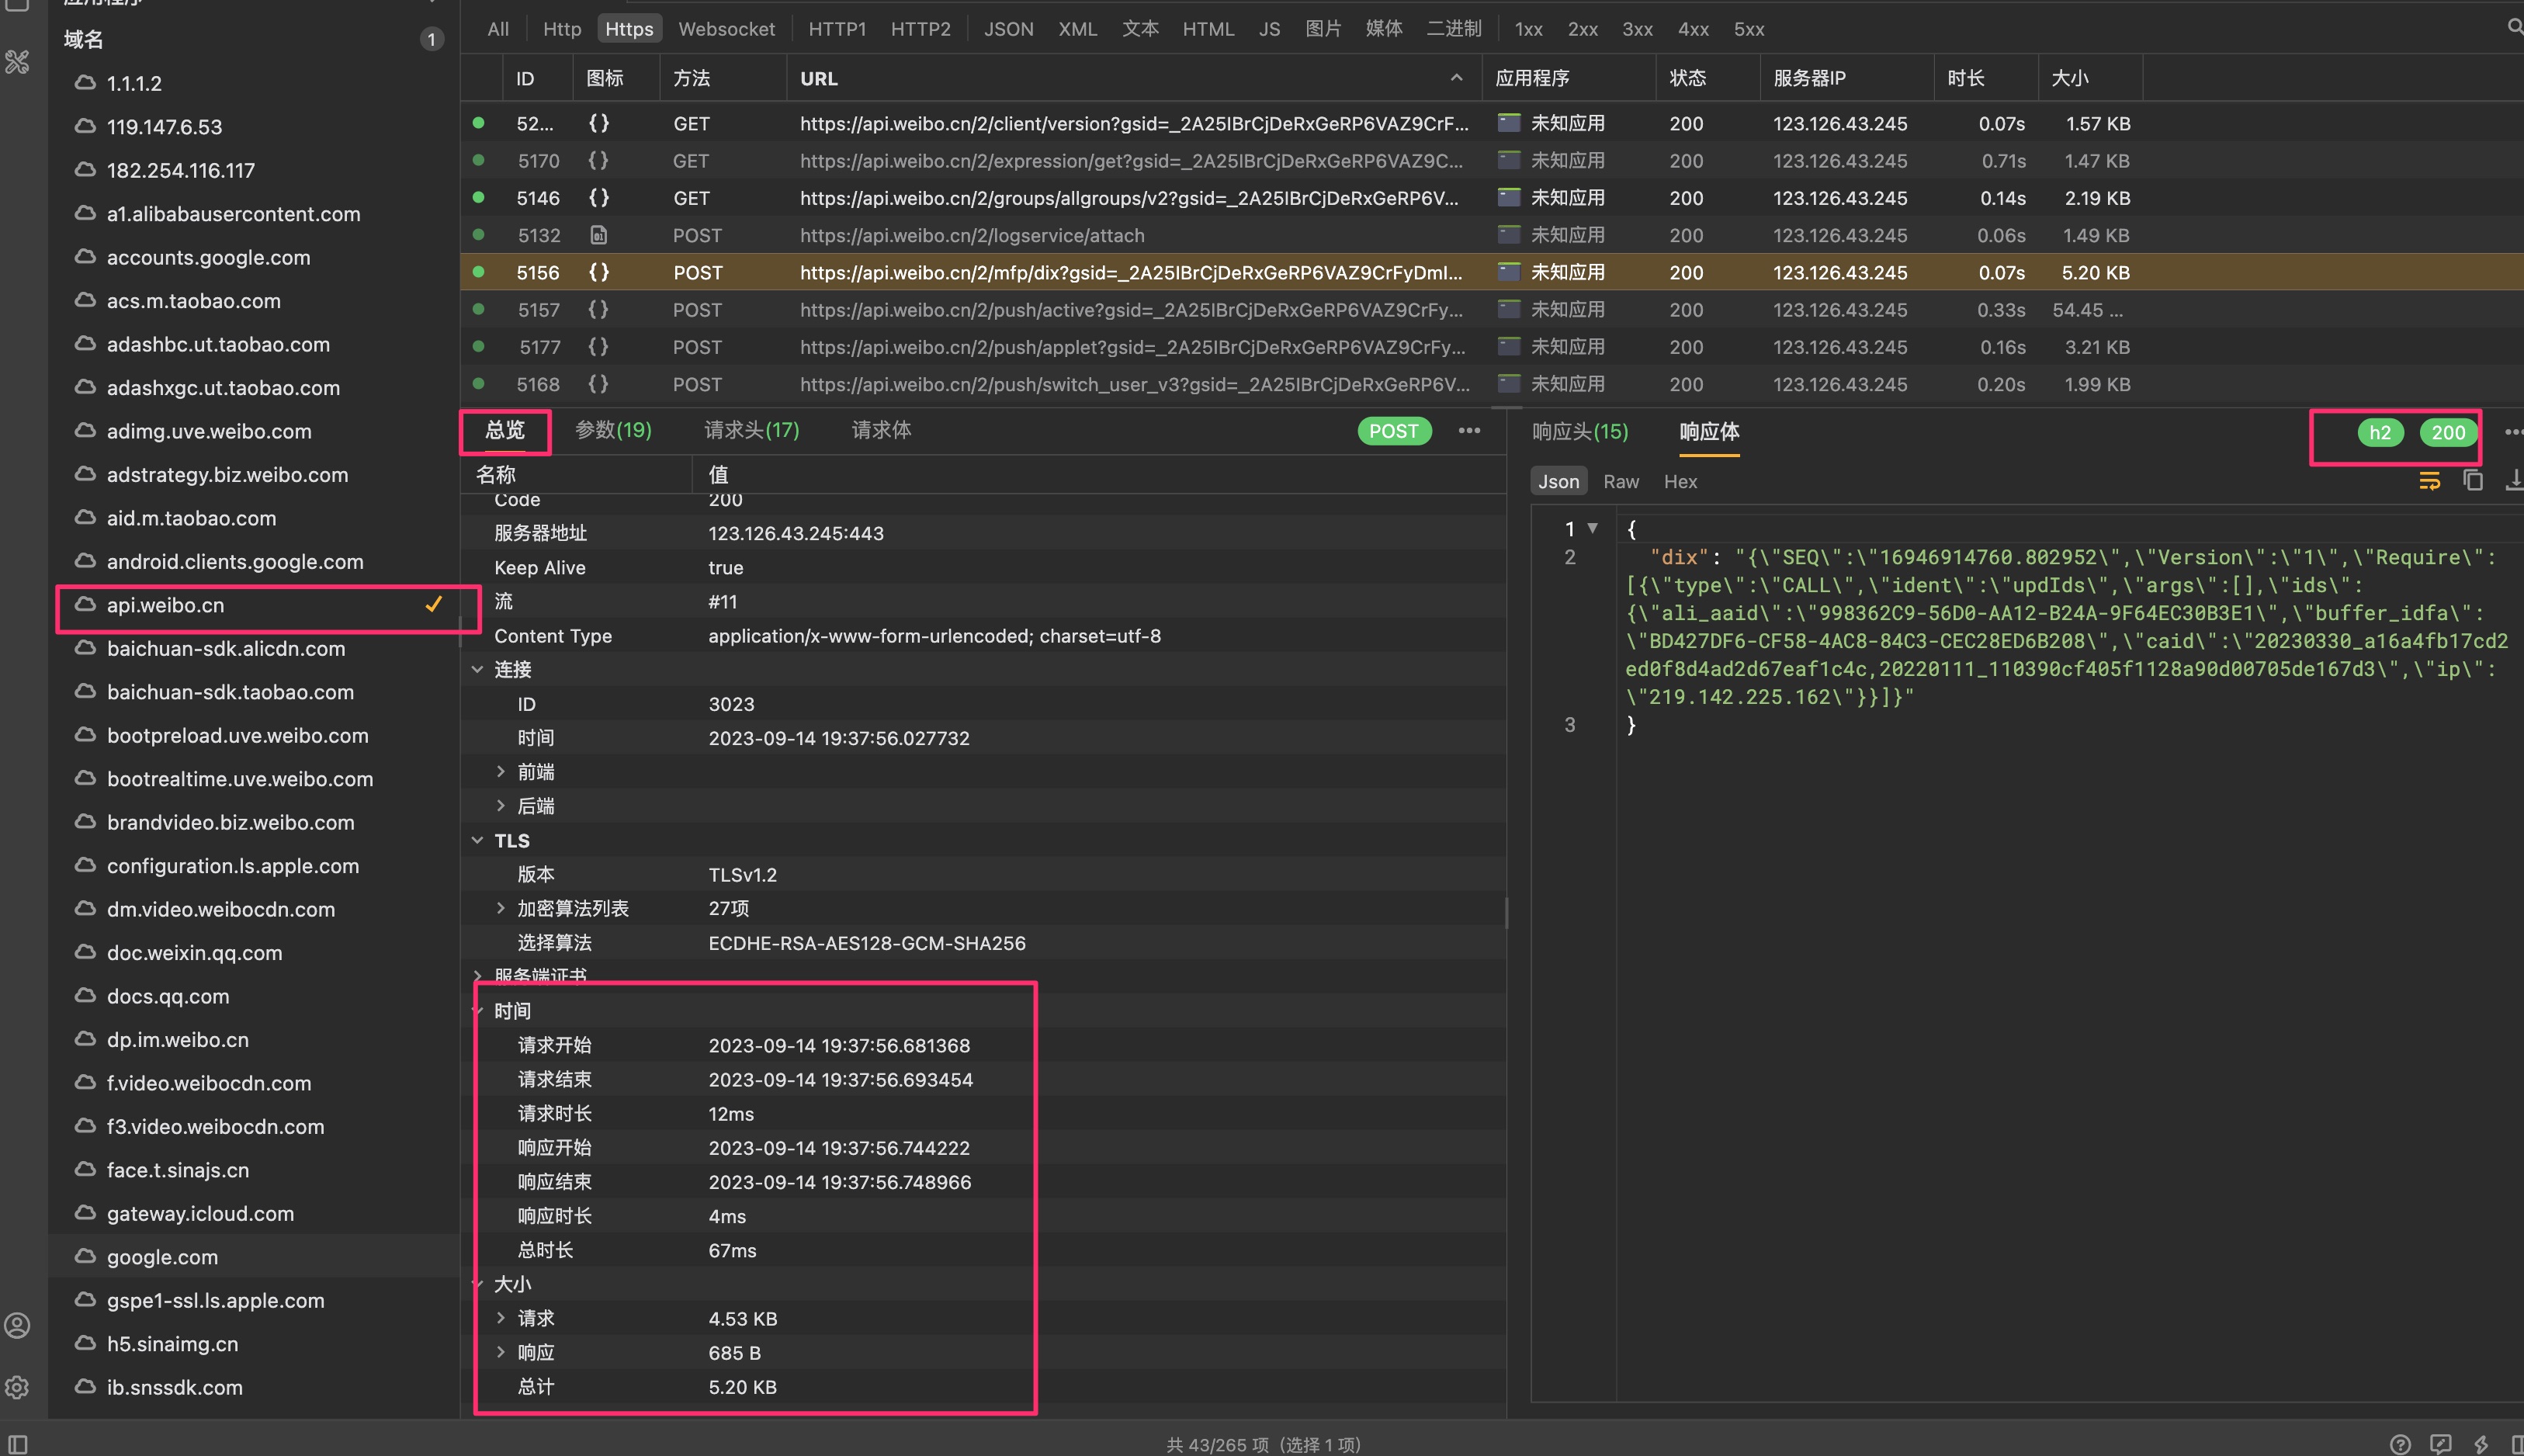 应用程序
域名 1
1.1.1.2
119.147.6.53
182.254.116.117
a1.alibabausercontent.com
accounts.google.com
acs.m.taobao.com
adashbc.ut.taobao.com
adashxgc.ut.taobao.com
adimg.uve.weibo.com
adstrategy.biz.weibo.com
aid.m.taobao.com
android.clients.google.com
api.weibo.cn
baichuan-sdk.alicdn.com
baichuan-sdk.taobao.com
bootpreload.uve.weibo.com
bootrealtime.uve.weibo.com
brandvideo.biz.weibo.com
configuration.ls.apple.com
dm.video.weibocdn.com
doc.weixin.qq.com
docs.qq.com
dp.im.weibo.cn
f.video.weibocdn.com
f3.video.weibocdn.com
face.t.sinajs.cn
gateway.icloud.com
google.com
gspe1-ssl.ls.apple.com
h5.sinaimg.cn
ib.snssdk.com
All Http Https Websocket HTTP1 HTTP2 JSON XML 文本 HTML JS 图片 媒体 二进制 1xx 2xx 3xx 4xx 5xx
ID 图标 方法 URL 应用程序 状态 服务器IP 时长 大小
52... {} GET https://api.weibo.cn/2/client/version?gsid=_2A25IBrCjDeRxGeRP6VAZ9CrF... 未知应用 200 123.126.43.245 0.07s 1.57 KB
5170 {} GET https://api.weibo.cn/2/expression/get?gsid=_2A25IBrCjDeRxGeRP6VAZ9C... 未知应用 200 123.126.43.245 0.71s 1.47 KB
5146 {} GET https://api.weibo.cn/2/groups/allgroups/v2?gsid=_2A25IBrCjDeRxGeRP6V... 未知应用 200 123.126.43.245 0.14s 2.19 KB
5132 POST https://api.weibo.cn/2/logservice/attach 未知应用 200 123.126.43.245 0.06s 1.49 KB
5156 {} POST https://api.weibo.cn/2/mfp/dix?gsid=_2A25IBrCjDeRxGeRP6VAZ9CrFyDmI... 未知应用 200 123.126.43.245 0.07s 5.20 KB
5157 {} POST https://api.weibo.cn/2/push/active?gsid=_2A25IBrCjDeRxGeRP6VAZ9CrFy... 未知应用 200 123.126.43.245 0.33s 54.45 ...
5177 {} POST https://api.weibo.cn/2/push/applet?gsid=_2A25IBrCjDeRxGeRP6VAZ9CrFy... 未知应用 200 123.126.43.245 0.16s 3.21 KB
5168 {} POST https://api.weibo.cn/2/push/switch_user_v3?gsid=_2A25IBrCjDeRxGeRP6V... 未知应用 200 123.126.43.245 0.20s 1.99 KB
总览 参数(19) 请求头(17) 请求体 POST
名称 值
Code 200
服务器地址 123.126.43.245:443
Keep Alive true
流 #11
Content Type application/x-www-form-urlencoded; charset=utf-8
连接
ID 3023
时间 2023-09-14 19:37:56.027732
前端
后端
TLS
版本 TLSv1.2
加密算法列表 27项
选择算法 ECDHE-RSA-AES128-GCM-SHA256
服务端证书
时间
请求开始 2023-09-14 19:37:56.681368
请求结束 2023-09-14 19:37:56.693454
请求时长 12ms
响应开始 2023-09-14 19:37:56.744222
响应结束 2023-09-14 19:37:56.748966
响应时长 4ms
总时长 67ms
大小
请求 4.53 KB
响应 685 B
总计 5.20 KB
响应头(15) 响应体 h2 200
Json Raw Hex
1 {
2 "dix": "{\"SEQ\":\"16946914760.802952\",\"Version\":\"1\",\"Require\":
[{\"type\":\"CALL\",\"ident\":\"updIds\",\"args\":[],\"ids\":
{\"ali_aaid\":\"998362C9-56D0-AA12-B24A-9F64EC30B3E1\",\"buffer_idfa\":
\"BD427DF6-CF58-4AC8-84C3-CEC28ED6B208\",\"caid\":\"20230330_a16a4fb17cd2
ed0f8d4ad2d67eaf1c4c,20220111_110390cf405f1128a90d00705de167d3\",\"ip\":
\"219.142.225.162\"}}]}"
3 }
共 43/265 项（选择 1 项）